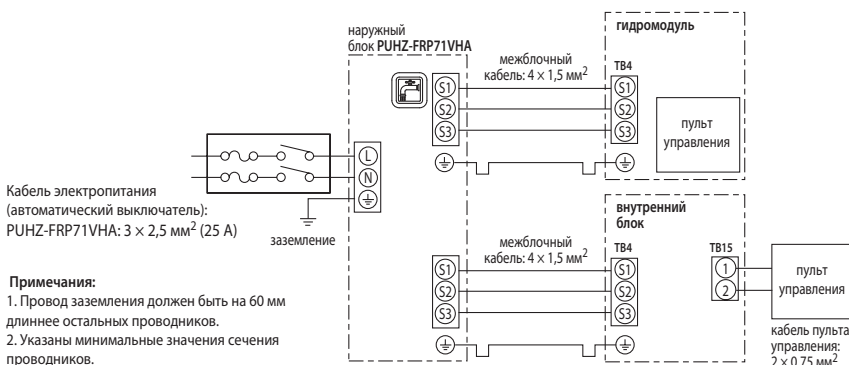 наружный
блок PUHZ-FRP71VHA
S1
S2
S3
L
N
Кабель электропитания
(автоматический выключатель):
PUHZ-FRP71VHA: 3 × 2,5 мм² (25 А)
заземление
межблочный
кабель: 4 × 1,5 мм²
гидромодуль
TB4
S1
S2
S3
пульт
управления
S1
S2
S3
межблочный
кабель: 4 × 1,5 мм²
внутренний
блок
TB4
S1
S2
S3
TB15
1
2
пульт
управления
кабель пульта
управления:
2 × 0,75 мм²
Примечания:
1. Провод заземления должен быть на 60 мм
длиннее остальных проводников.
2. Указаны минимальные значения сечения
проводников.